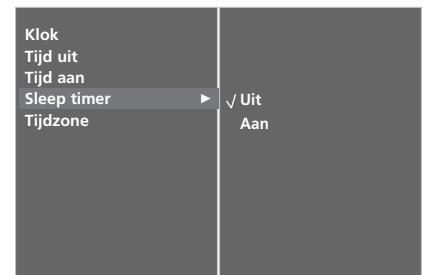 Klok
Tijd uit
Tijd aan
Sleep timer ►
Tijdzone
√ Uit
Aan